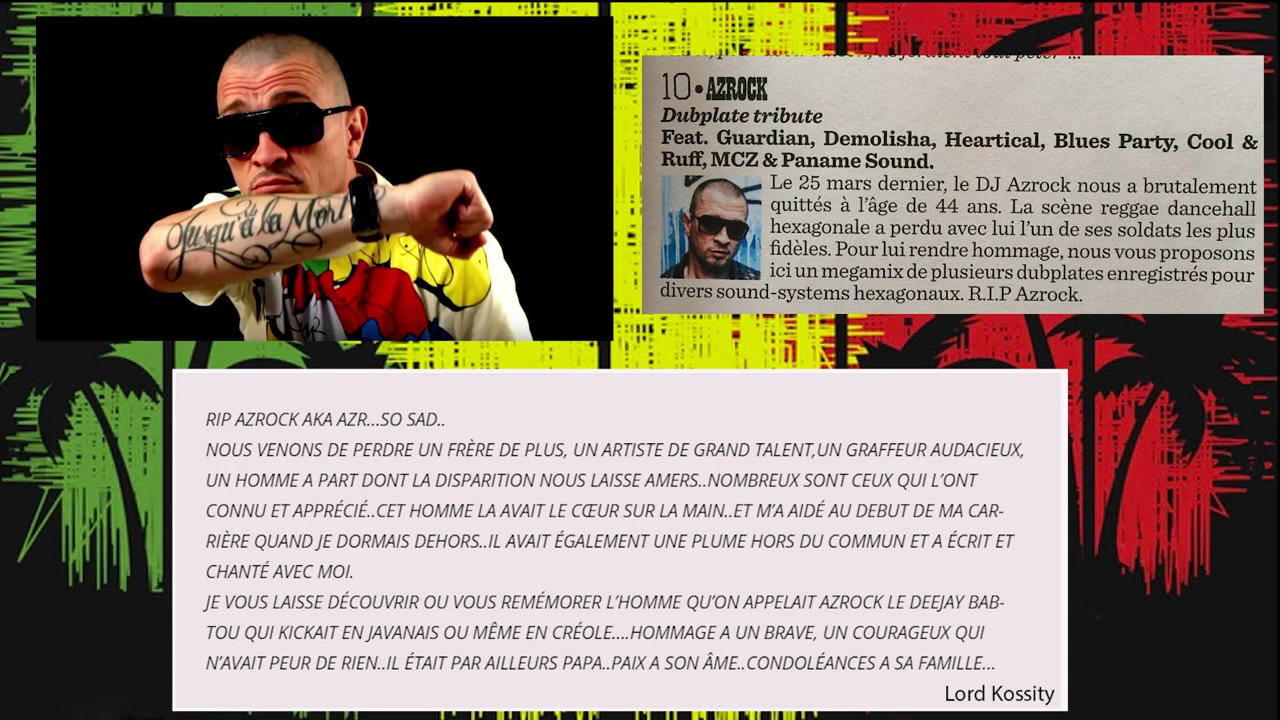 Jusqu'à la Mort
10 • AZROCK
Dubplate tribute
Feat. Guardian, Demolisha, Heartical, Blues Party, Cool &
Ruff, MCZ & Paname Sound.
Le 25 mars dernier, le DJ Azrock nous a brutalement
quittés à l'âge de 44 ans. La scène reggae dancehall
hexagonale a perdu avec lui l'un de ses soldats les plus
fidèles. Pour lui rendre hommage, nous vous proposons
ici un megamix de plusieurs dubplates enregistrés pour
divers sound-systems hexagonaux. R.I.P Azrock.
RIP AZROCK AKA AZR...SO SAD..
NOUS VENONS DE PERDRE UN FRÈRE DE PLUS, UN ARTISTE DE GRAND TALENT,UN GRAFFEUR AUDACIEUX,
UN HOMME A PART DONT LA DISPARITION NOUS LAISSE AMERS..NOMBREUX SONT CEUX QUI L'ONT
CONNU ET APPRÉCIÉ..CET HOMME LA AVAIT LE CŒUR SUR LA MAIN..ET M'A AIDÉ AU DEBUT DE MA CAR-
RIÈRE QUAND JE DORMAIS DEHORS..IL AVAIT ÉGALEMENT UNE PLUME HORS DU COMMUN ET A ÉCRIT ET
CHANTÉ AVEC MOI.
JE VOUS LAISSE DÉCOUVRIR OU VOUS REMÉMORER L'HOMME QU'ON APPELAIT AZROCK LE DEEJAY BAB-
TOU QUI KICKAIT EN JAVANAIS OU MÊME EN CRÉOLE....HOMMAGE A UN BRAVE, UN COURAGEUX QUI
N'AVAIT PEUR DE RIEN..IL ÉTAIT PAR AILLEURS PAPA..PAIX A SON ÂME..CONDOLÉANCES A SA FAMILLE...
Lord Kossity